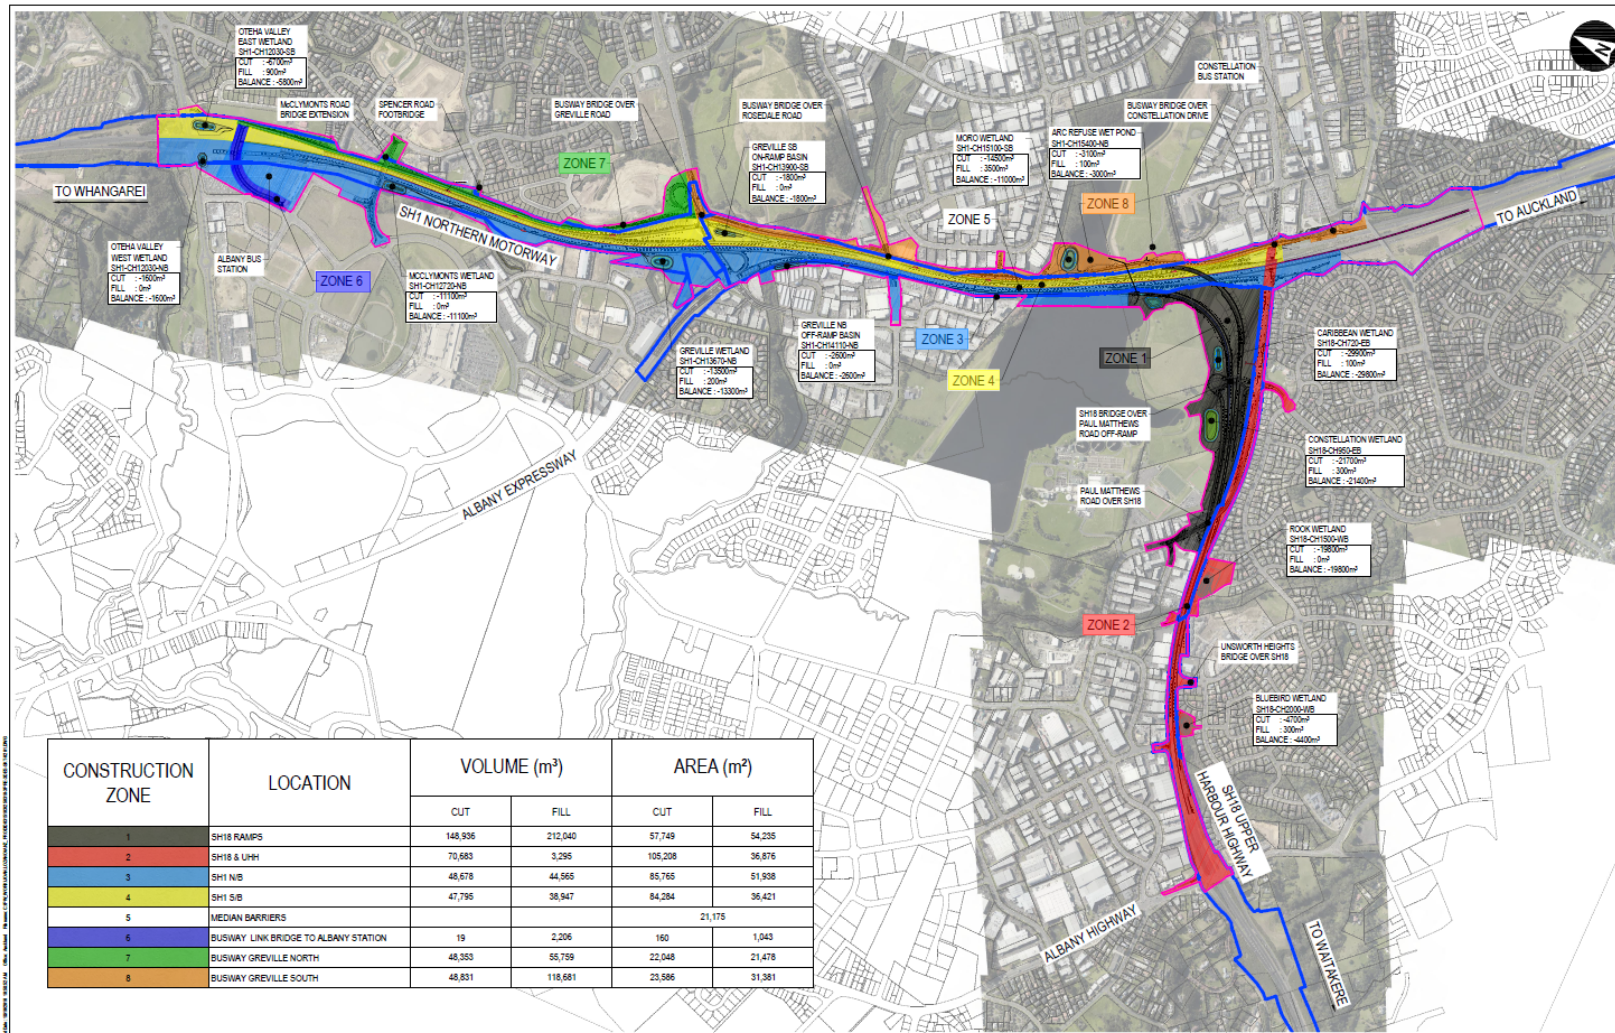 OTEHA VALLEY
EAST WETLAND
SH1-CH12030-SB
CUT : -6700m³
FILL : 900m³
BALANCE : -5800m³
McCLYMONTS ROAD
BRIDGE EXTENSION
SPENCER ROAD
FOOTBRIDGE
BUSWAY BRIDGE OVER
GREVILLE ROAD
BUSWAY BRIDGE OVER
ROSEDALE ROAD
CONSTELLATION
BUS STATION
BUSWAY BRIDGE OVER
CONSTELLATION DRIVE
N
ZONE 7
GREVILLE SB
ON-RAMP BASIN
SH1-CH13900-SB
CUT : -1800m³
FILL : 0m³
BALANCE : -1800m³
MORO WETLAND
SH1-CH15100-SB
CUT : -14500m³
FILL : 3500m³
BALANCE : -11000m³
ARC REFUSE WET POND
SH1-CH15400-NB
CUT : -3100m³
FILL : 100m³
BALANCE : -3000m³
ZONE 5
ZONE 8
TO WHANGAREI
TO AUCKLAND
SH1 NORTHERN MOTORWAY
OTEHA VALLEY
WEST WETLAND
SH1-CH12030-NB
CUT : -1600m³
FILL : 0m³
BALANCE : -1600m³
ALBANY BUS
STATION
ZONE 6
MCCLYMONTS WETLAND
SH1-CH12720-NB
CUT : -11100m³
FILL : 0m³
BALANCE : -11100m³
GREVILLE WETLAND
SH1-CH13670-NB
CUT : -13500m³
FILL : 200m³
BALANCE : -13300m³
GREVILLE NB
OFF-RAMP BASIN
SH1-CH14110-NB
CUT : -2600m³
FILL : 0m³
BALANCE : -2600m³
ZONE 3
ZONE 4
ZONE 1
CARIBBEAN WETLAND
SH18-CH720-EB
CUT : -29900m³
FILL : 100m³
BALANCE : -29800m³
SH18 BRIDGE OVER
PAUL MATTHEWS
ROAD OFF-RAMP
CONSTELLATION WETLAND
SH18-CH950-EB
CUT : -21700m³
FILL : 300m³
BALANCE : -21400m³
PAUL MATTHEWS
ROAD OVER SH18
ALBANY EXPRESSWAY
ROOK WETLAND
SH18-CH1500-WB
CUT : -19800m³
FILL : 0m³
BALANCE : -19800m³
ZONE 2
UNSWORTH HEIGHTS
BRIDGE OVER SH18
BLUEBIRD WETLAND
SH18-CH2000-WB
CUT : -4700m³
FILL : 300m³
BALANCE : -4400m³
SH18 UPPER
HARBOUR HIGHWAY
ALBANY HIGHWAY
TO WAITAKERE
CONSTRUCTION ZONE LOCATION VOLUME (m³) AREA (m²)
CUT FILL CUT FILL
1 SH18 RAMPS 148,936 212,040 57,749 54,235
2 SH18 & UHH 70,683 3,295 105,208 36,876
3 SH1 N/B 48,678 44,565 85,765 51,938
4 SH1 S/B 47,795 38,947 84,284 36,421
5 MEDIAN BARRIERS 21,175
6 BUSWAY LINK BRIDGE TO ALBANY STATION 19 2,206 160 1,043
7 BUSWAY GREVILLE NORTH 48,353 55,759 22,048 21,478
8 BUSWAY GREVILLE SOUTH 48,831 118,681 23,586 31,381